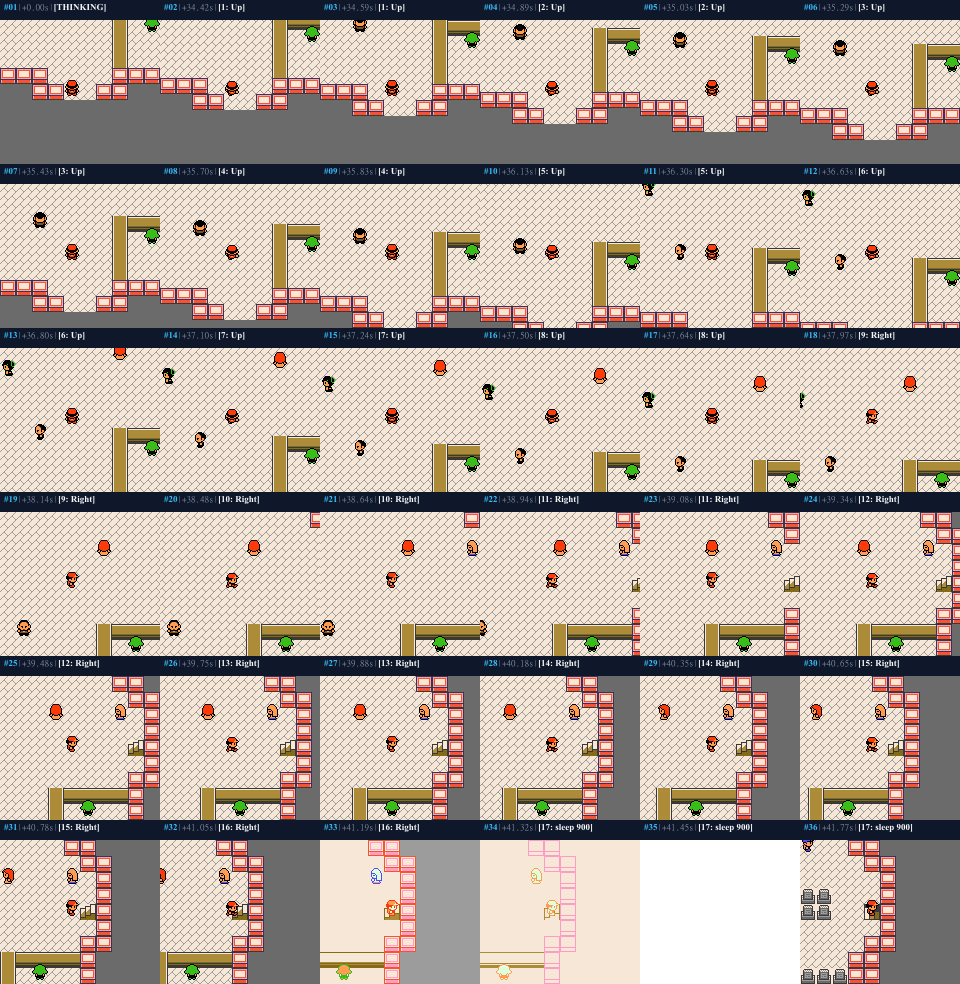 #01|+0.00s|[THINKING] #02|+34.42s|[1: Up] #03|+34.59s|[1: Up] #04|+34.89s|[2: Up] #05|+35.03s|[2: Up] #06|+35.29s|[3: Up]
#07|+35.43s|[3: Up] #08|+35.70s|[4: Up] #09|+35.83s|[4: Up] #10|+36.13s|[5: Up] #11|+36.30s|[5: Up] #12|+36.63s|[6: Up]
#13|+36.80s|[6: Up] #14|+37.10s|[7: Up] #15|+37.24s|[7: Up] #16|+37.50s|[8: Up] #17|+37.64s|[8: Up] #18|+37.97s|[9: Right]
#19|+38.14s|[9: Right] #20|+38.48s|[10: Right] #21|+38.64s|[10: Right] #22|+38.94s|[11: Right] #23|+39.08s|[11: Right] #24|+39.34s|[12: Right]
#25|+39.48s|[12: Right] #26|+39.75s|[13: Right] #27|+39.88s|[13: Right] #28|+40.18s|[14: Right] #29|+40.35s|[14: Right] #30|+40.65s|[15: Right]
#31|+40.78s|[15: Right] #32|+41.05s|[16: Right] #33|+41.19s|[16: Right] #34|+41.32s|[17: sleep 900] #35|+41.45s|[17: sleep 900] #36|+41.77s|[17: sleep 900]